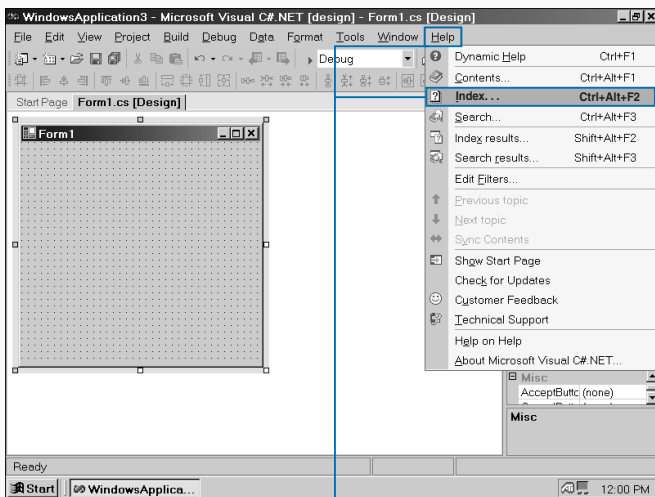 WindowsApplication3 - Microsoft Visual C#.NET [design] - Form1.cs [Design]
File Edit View Project Build Debug Data Format Tools Window Help
Debug
Start Page Form1.cs [Design]
Form1
Dynamic Help Ctrl+F1
Contents... Ctrl+Alt+F1
Index... Ctrl+Alt+F2
Search... Ctrl+Alt+F3
Index results... Shift+Alt+F2
Search results... Shift+Alt+F3
Edit Filters...
Previous topic
Next topic
Sync Contents
Show Start Page
Check for Updates
Customer Feedback
Technical Support
Help on Help
About Microsoft Visual C#.NET...
Misc
AcceptButtc (none)
Misc
Ready
Start WindowsApplica... 12:00 PM